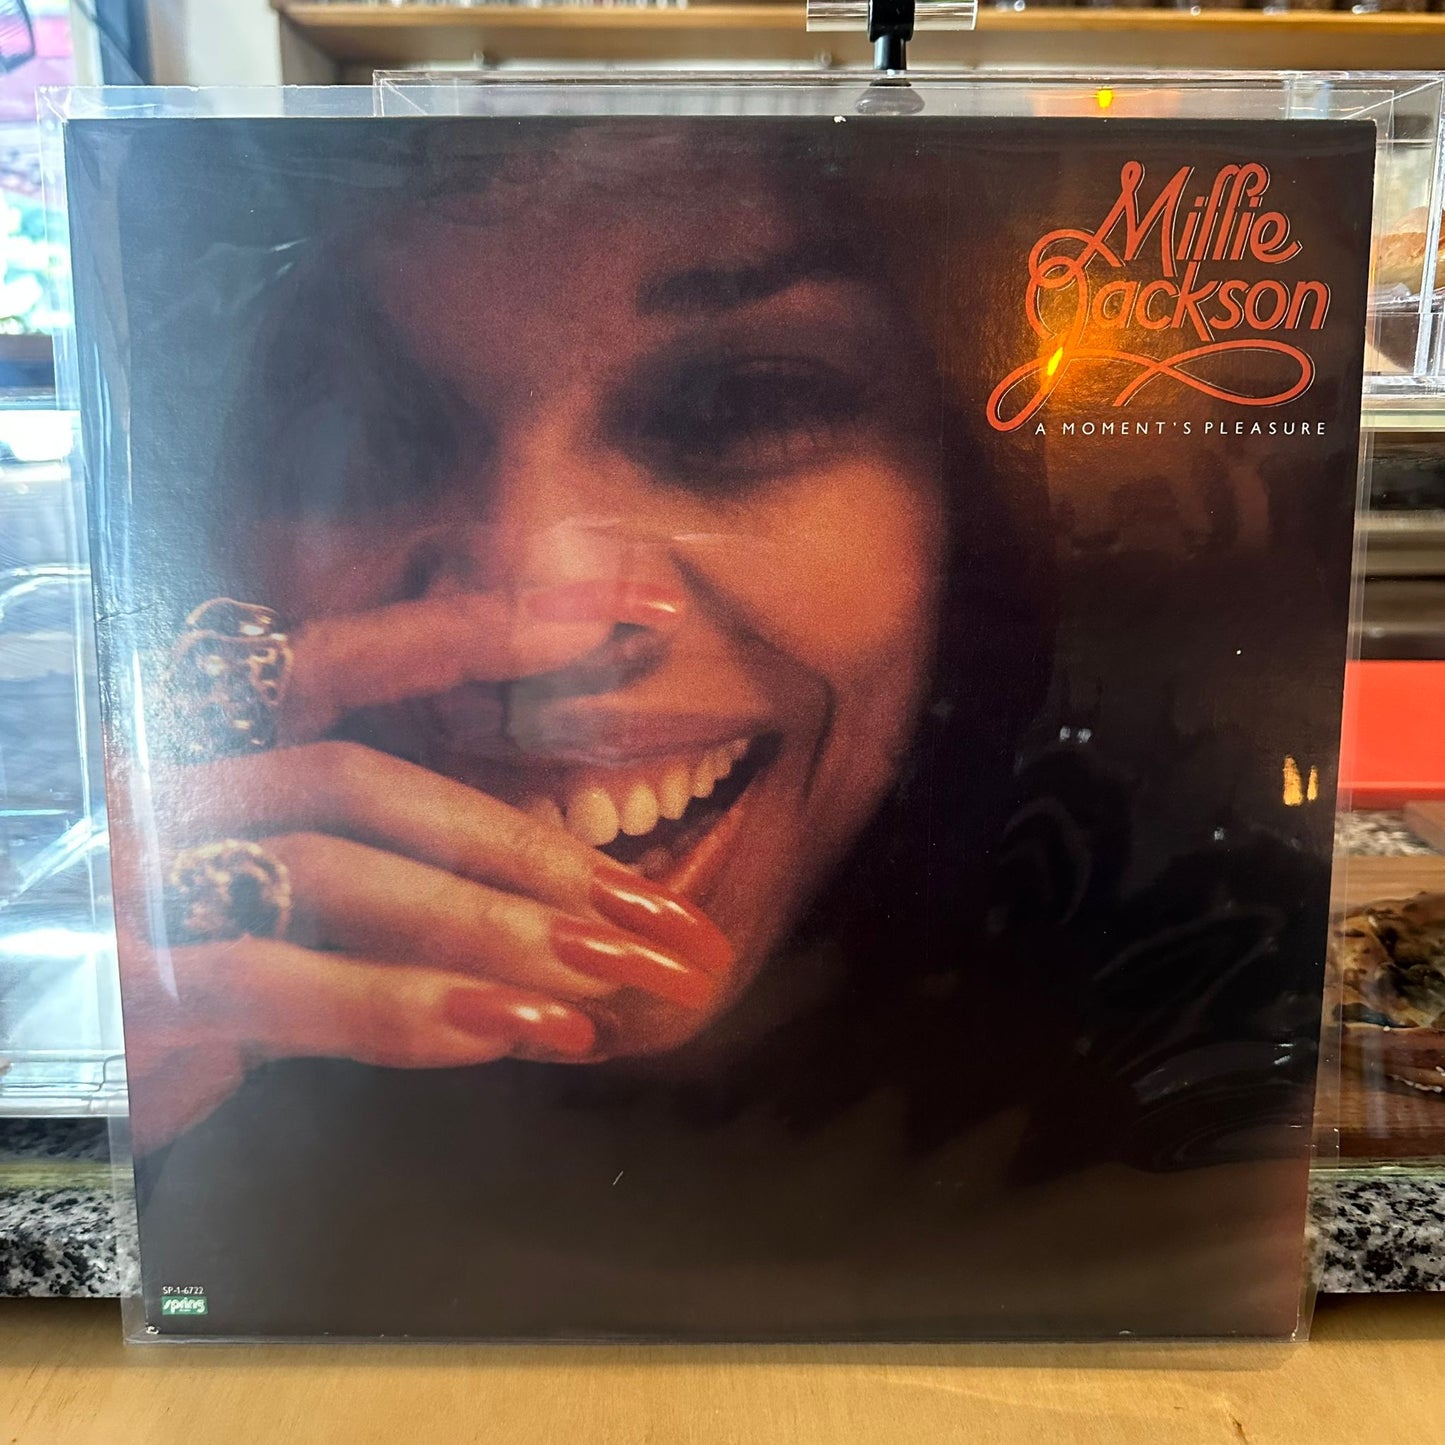 Millie
Jackson
A MOMENT'S PLEASURE
SP-1-6722
spring